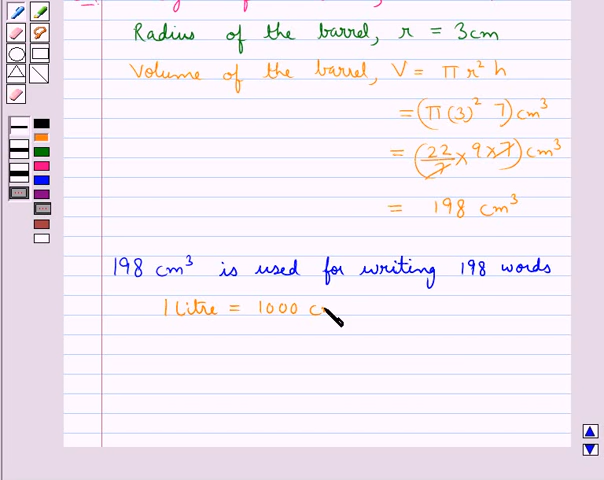 Radius of the barrel, r = 3cm
Volume of the barrel, V = π r² h
= (π (3)² 7) cm³
= (22/7 × 9 × 7) cm³
= 198 cm³
198 cm³ is used for writing 198 words
1 Litre = 1000 c